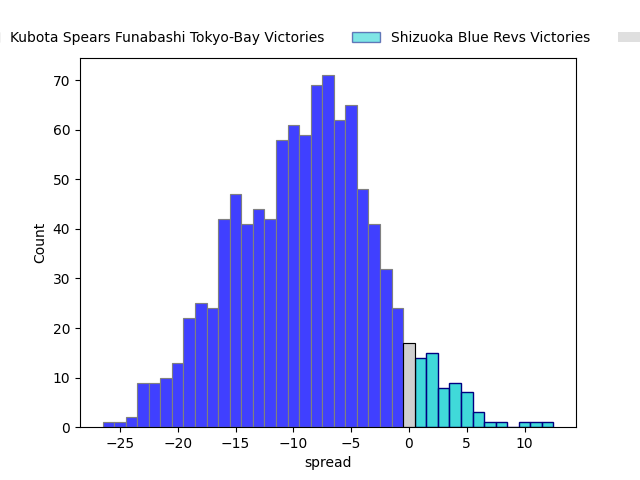 Kubota Spears Funabashi Tokyo-Bay Victories Shizuoka Blue Revs Victories
70
60
50
40
30
20
10
0
Count
−25 −20 −15 −10 −5 0 5 10
spread